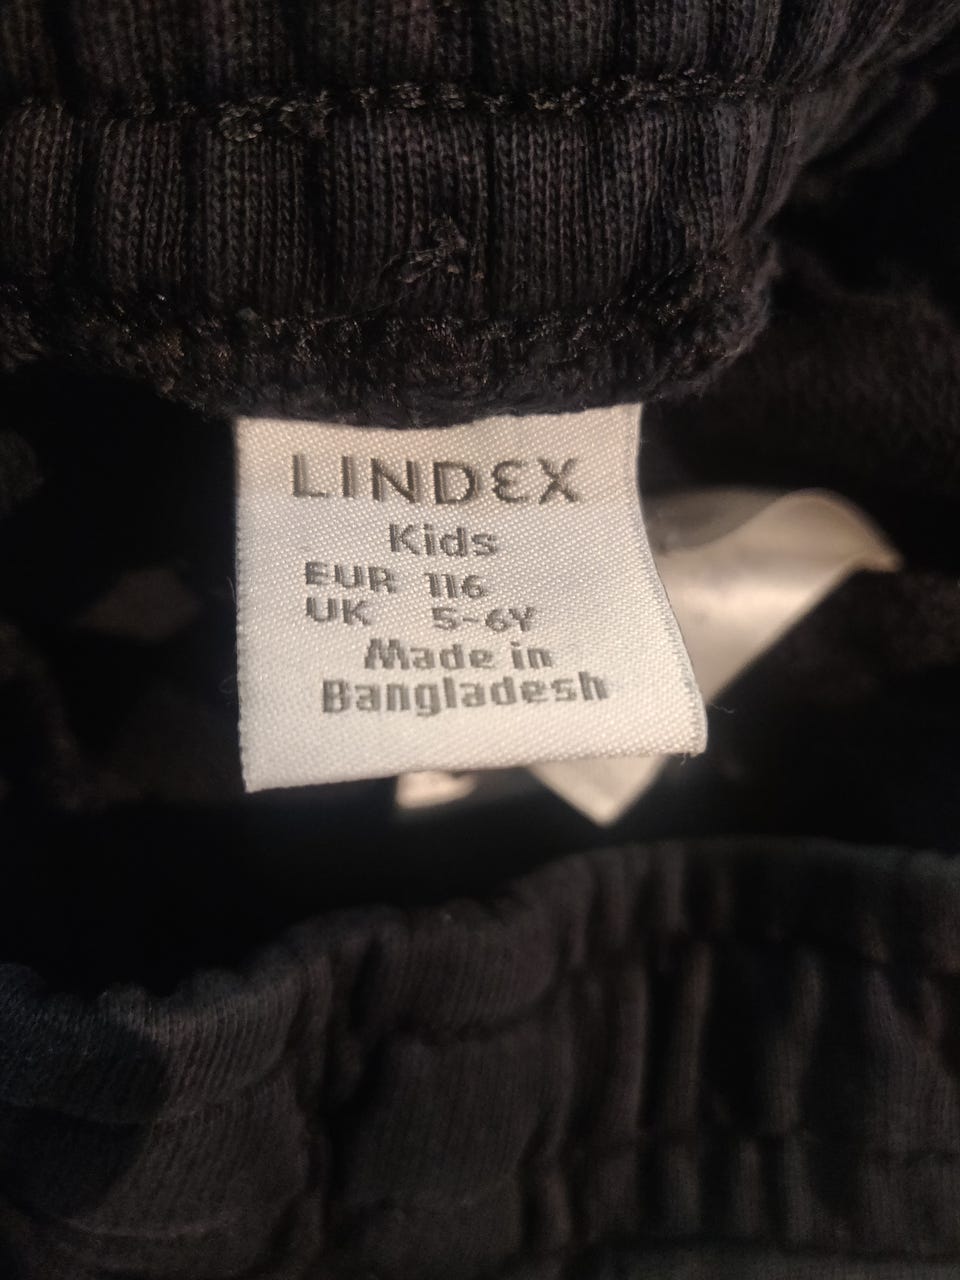 LINDEX
Kids
EUR 116
UK 5-6Y
Made in
Bangladesh